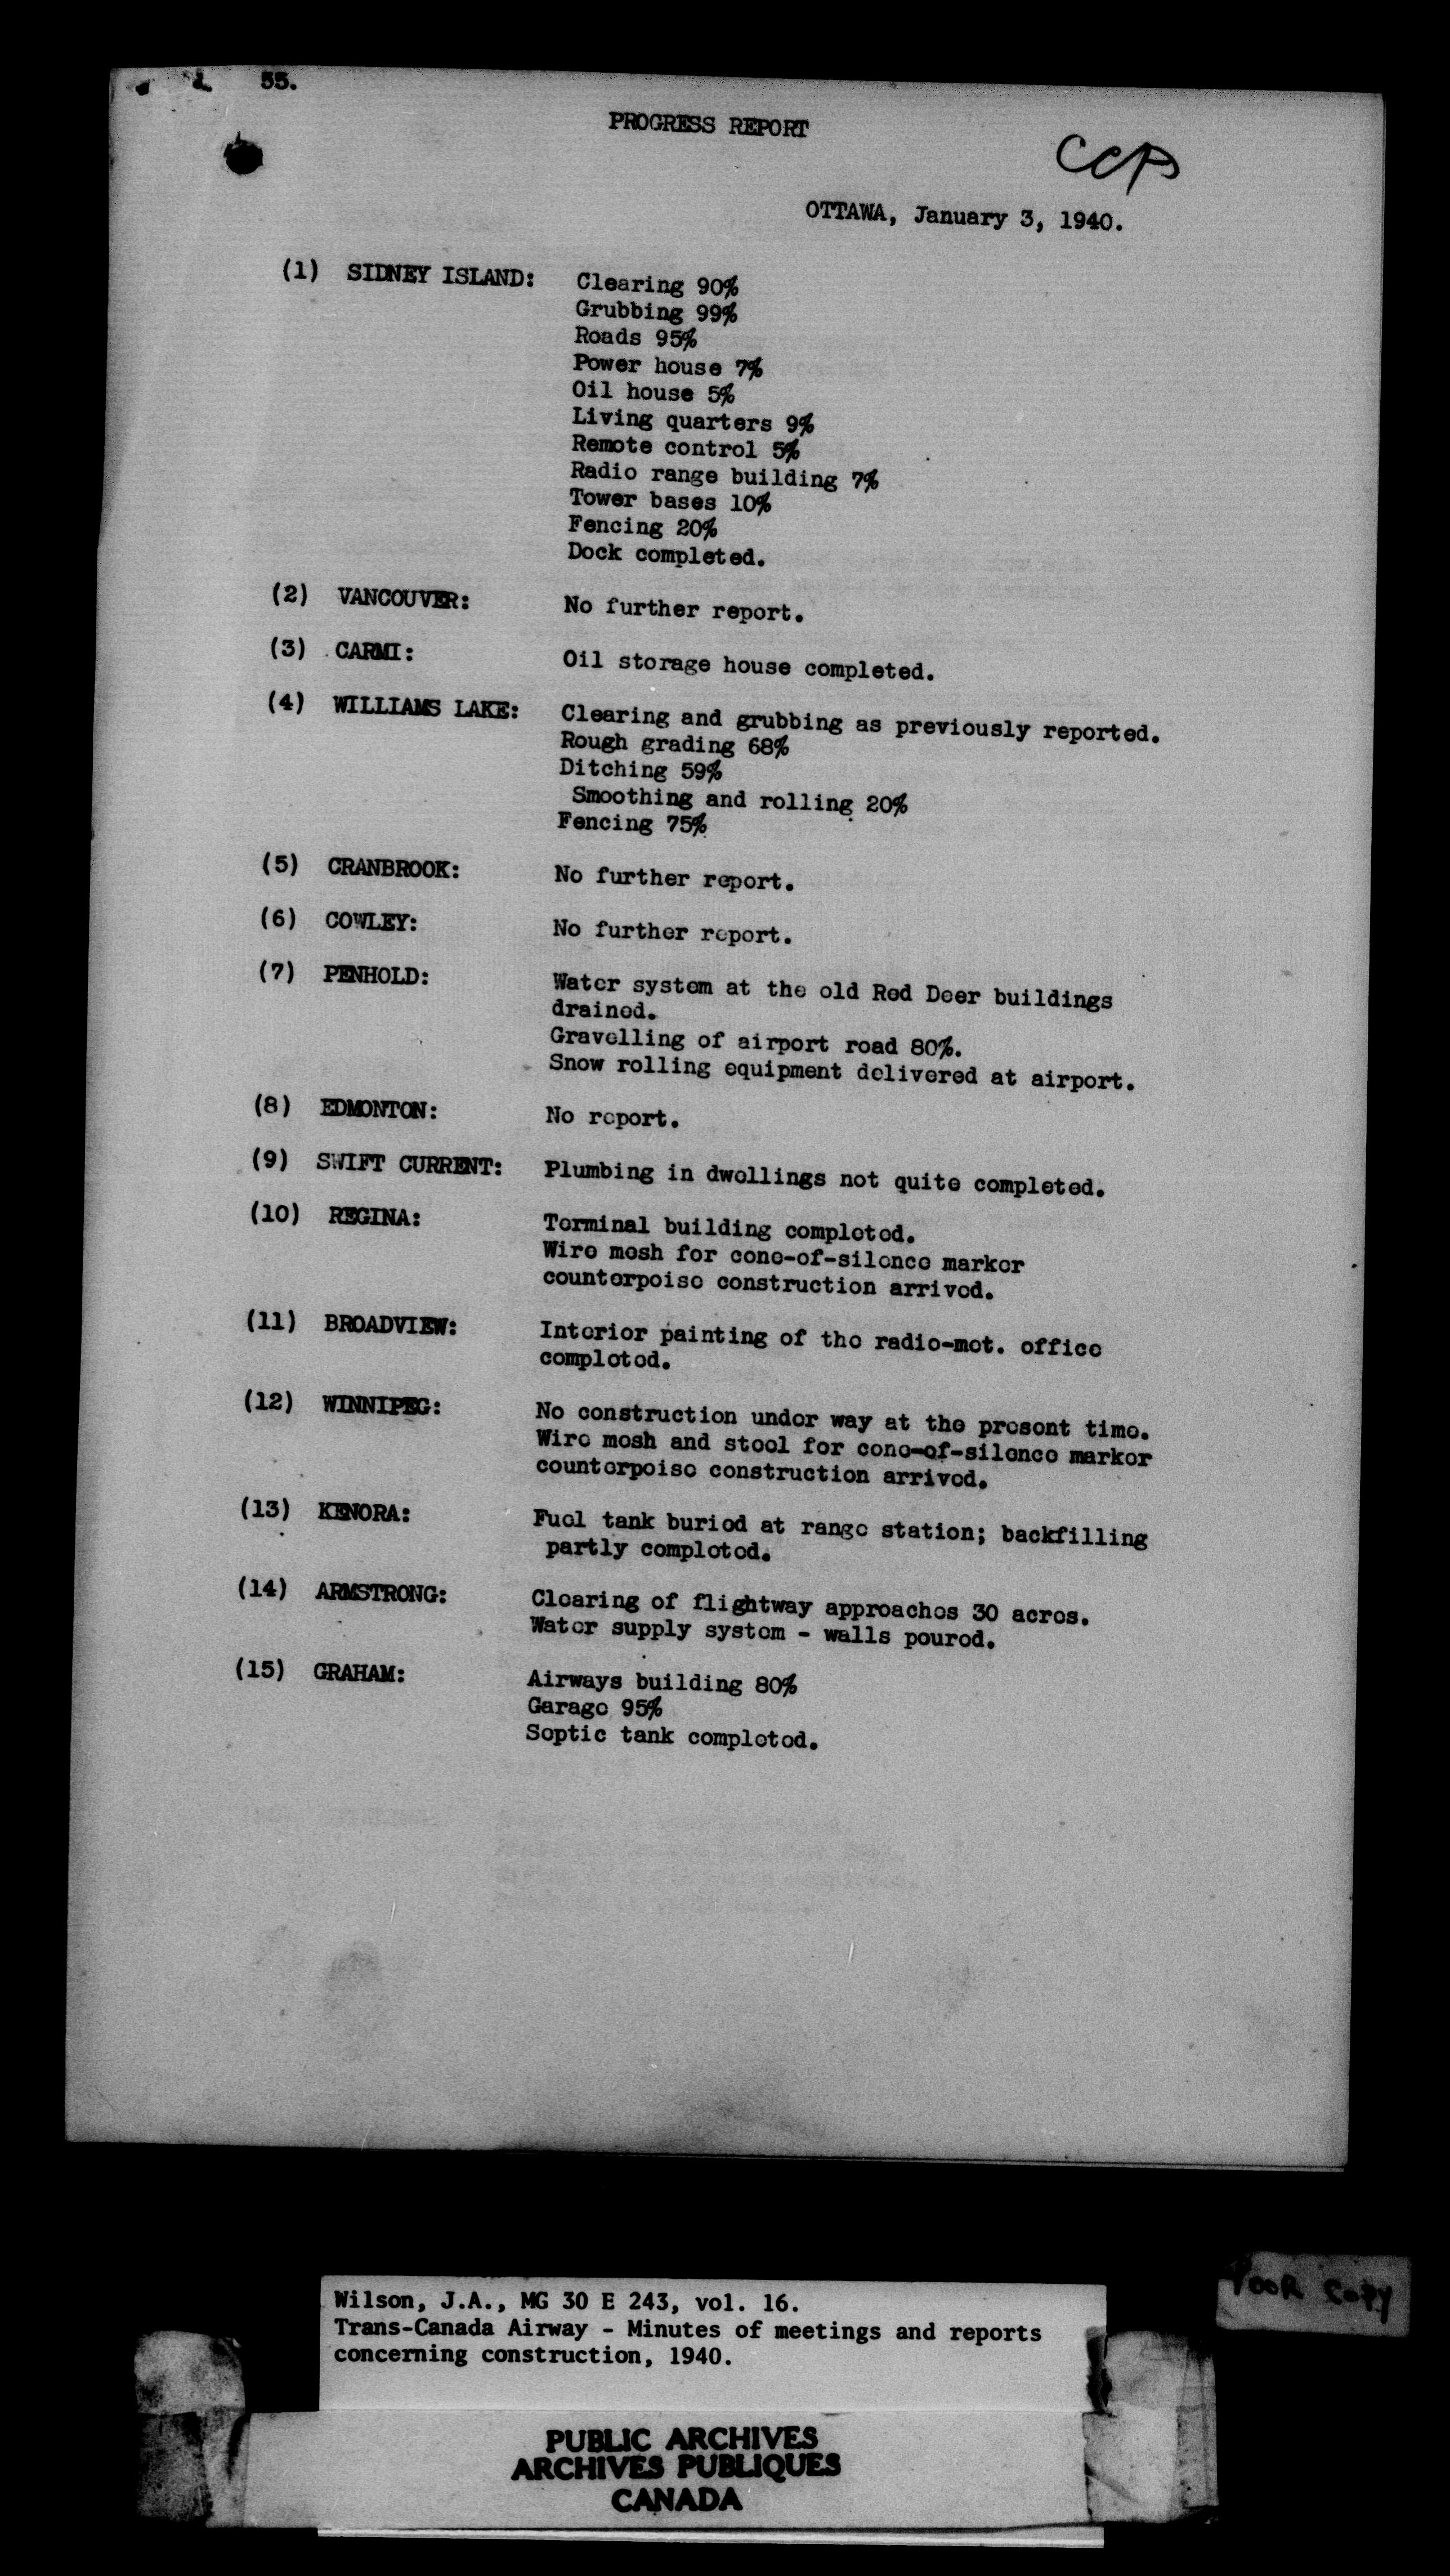 55.
PROGRESS REPORT
CCP
OTTAWA, January 3, 1940.
(1) SIDNEY ISLAND: Clearing 90%
Grubbing 99%
Roads 95%
Power house 7%
Oil house 5%
Living quarters 9%
Remote control 5%
Radio range building 7%
Tower bases 10%
Fencing 20%
Dock completed.
(2) VANCOUVER: No further report.
(3) CARMI: Oil storage house completed.
(4) WILLIAMS LAKE: Clearing and grubbing as previously reported.
Rough grading 68%
Ditching 59%
Smoothing and rolling 20%
Fencing 75%
(5) CRANBROOK: No further report.
(6) COWLEY: No further report.
(7) PENHOLD: Water system at the old Red Deer buildings
drained.
Gravelling of airport road 80%.
Snow rolling equipment delivered at airport.
(8) EDMONTON: No report.
(9) SWIFT CURRENT: Plumbing in dwellings not quite completed.
(10) REGINA: Terminal building completed.
Wire mesh for cone-of-silence marker
counterpoise construction arrived.
(11) BROADVIEW: Interior painting of the radio-met. office
completed.
(12) WINNIPEG: No construction under way at the present time.
Wire mesh and steel for cone-of-silence marker
counterpoise construction arrived.
(13) KENORA: Fuel tank buried at range station; backfilling
partly completed.
(14) ARMSTRONG: Clearing of flightway approaches 30 acres.
Water supply system - walls poured.
(15) GRAHAM: Airways building 80%
Garage 95%
Septic tank completed.
POOR COPY
Wilson, J.A., MG 30 E 243, vol. 16.
Trans-Canada Airway - Minutes of meetings and reports
concerning construction, 1940.
PUBLIC ARCHIVES
ARCHIVES PUBLIQUES
CANADA